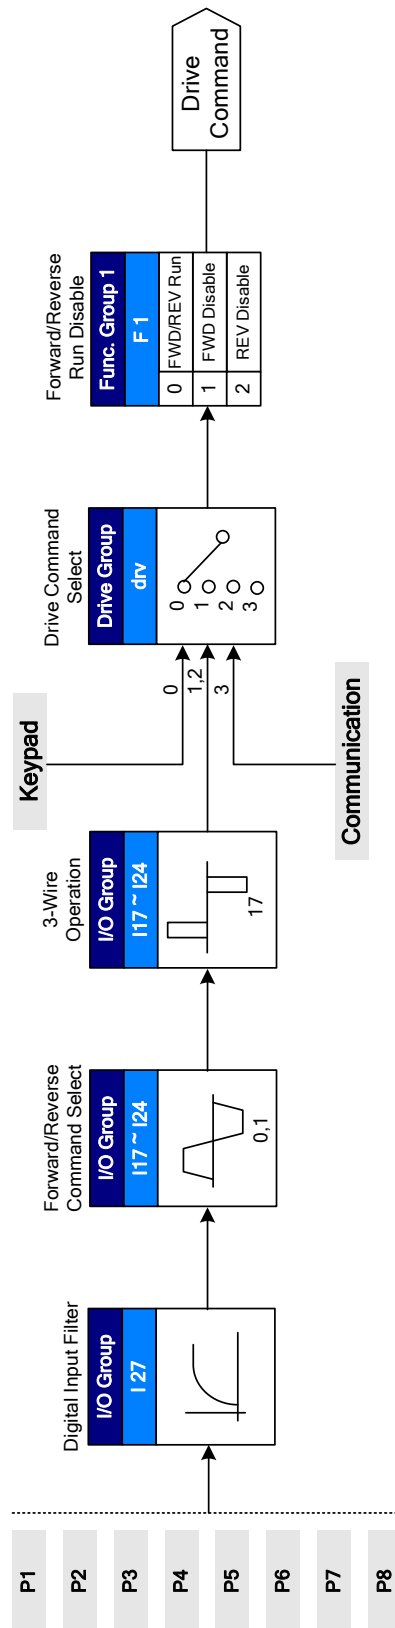 P1
P2
P3
P4
P5
P6
P7
P8
Digital Input Filter
I/O Group
I 27
Forward/Reverse
Command Select
I/O Group
I17 ~ I24
0,1
3-Wire
Operation
I/O Group
I17 ~ I24
17
Keypad
Communication
0
1,2
3
Drive Command
Select
Drive Group
drv
0
1
2
3
Forward/Reverse
Run Disable
Func. Group 1
F 1
0 FWD/REV Run
1 FWD Disable
2 REV Disable
Drive
Command